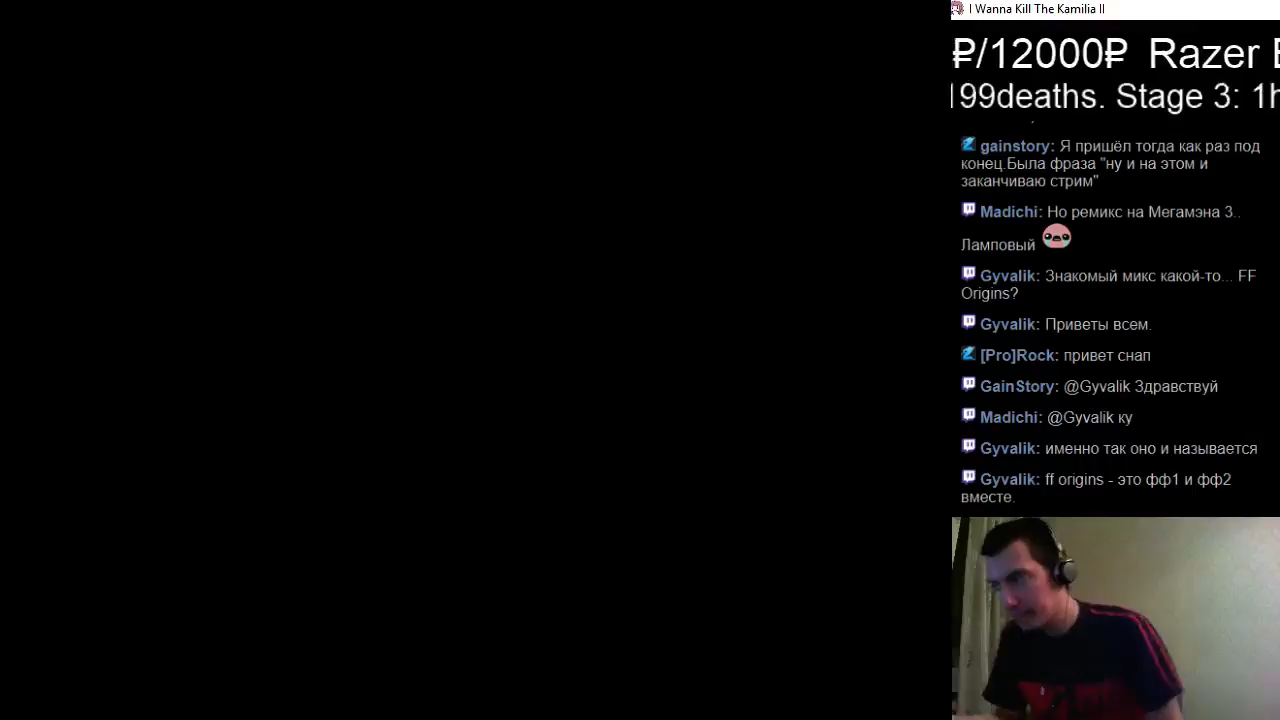 I Wanna Kill The Kamilia II
₽/12000₽ Razer
199deaths. Stage 3: 1h
gainstory: Я пришёл тогда как раз под
конец.Была фраза "ну и на этом и
заканчиваю стрим"
Madichi: Но ремикс на Мегамэна 3..
Ламповый
Gyvalik: Знакомый микс какой-то... FF
Origins?
Gyvalik: Приветы всем.
[Pro]Rock: привет снап
GainStory: @Gyvalik Здравствуй
Madichi: @Gyvalik ку
Gyvalik: именно так оно и называется
Gyvalik: ff origins - это фф1 и фф2
вместе.